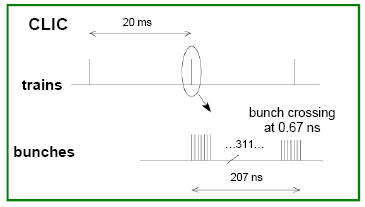 CLIC
20 ms
trains
bunch crossing
at 0.67 ns
...311...
bunches
207 ns